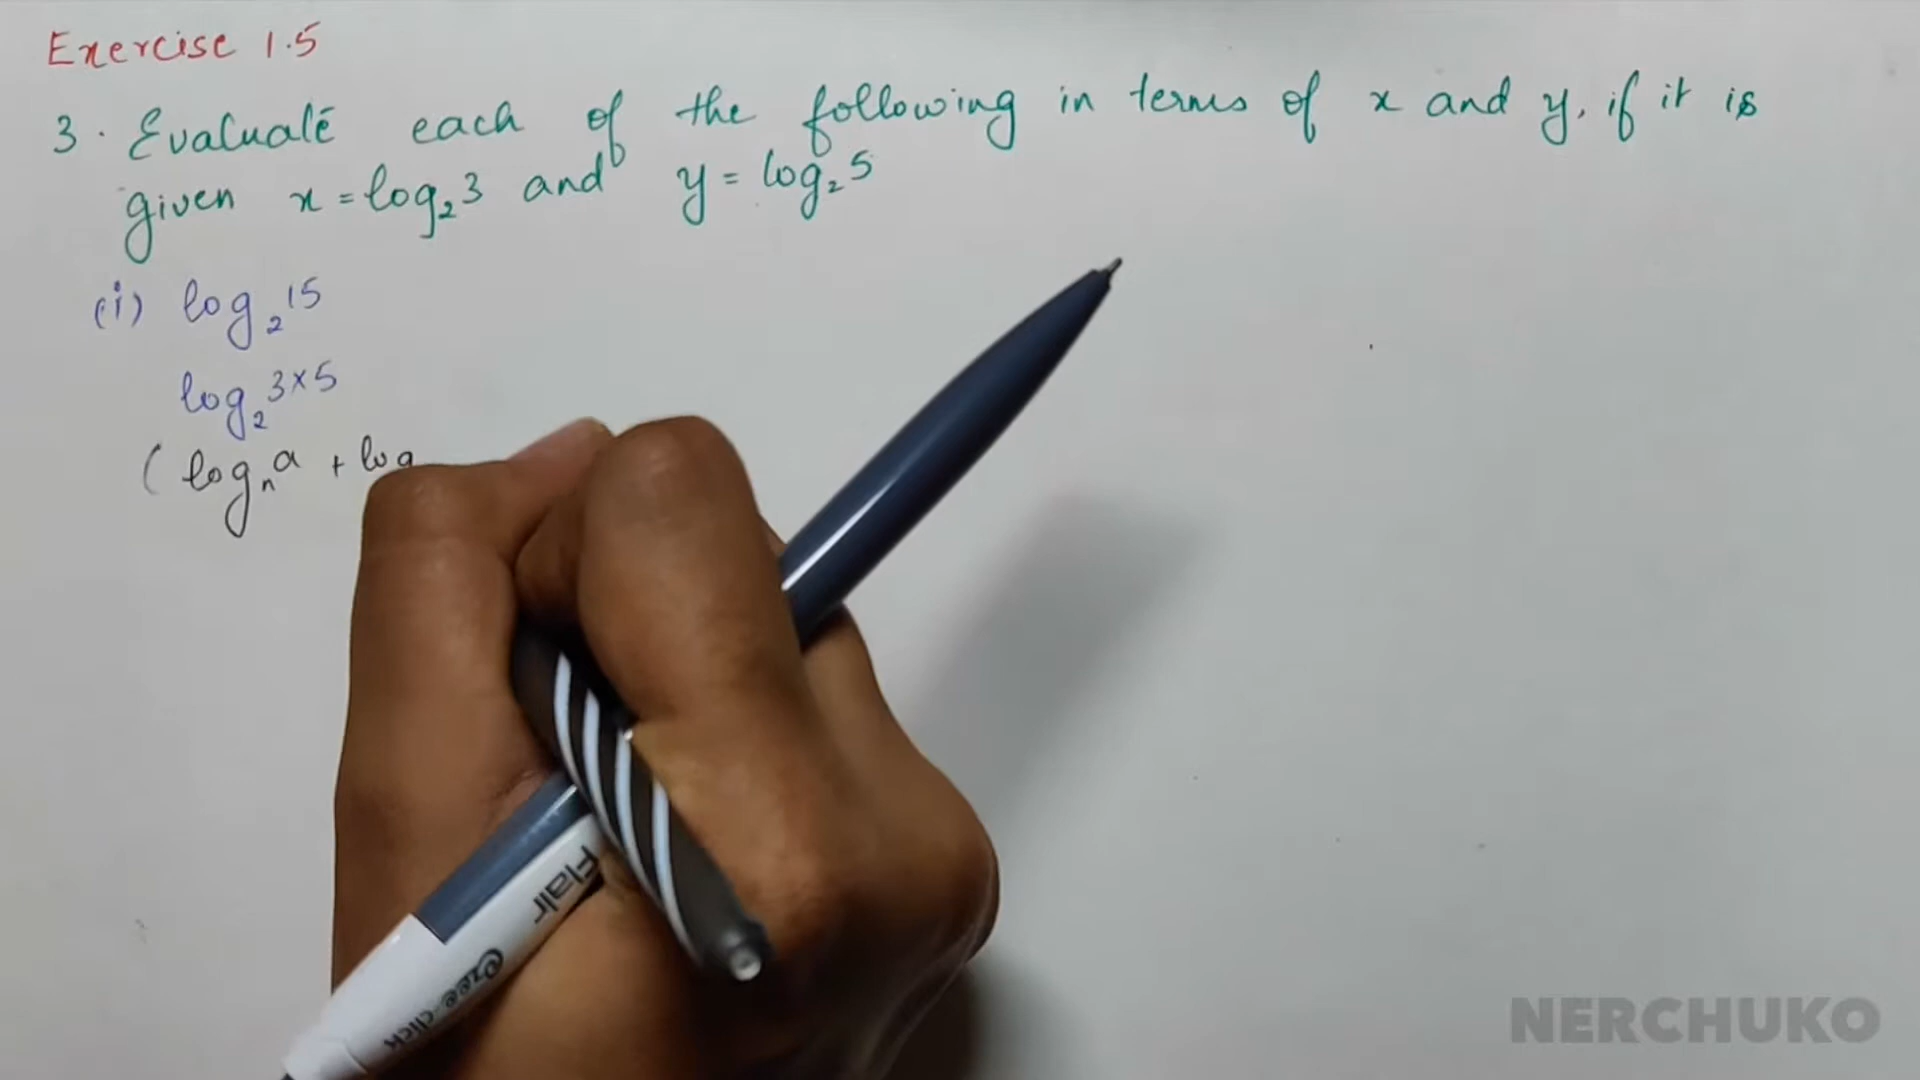 Exercise 1.5
3. Evaluate each of the following in terms of x and y, if it is
given x = log₂3 and y = log₂5
(i) log₂15
log₂3×5
(logₙa + log
Flair
Ezee-click
NERCHUKO